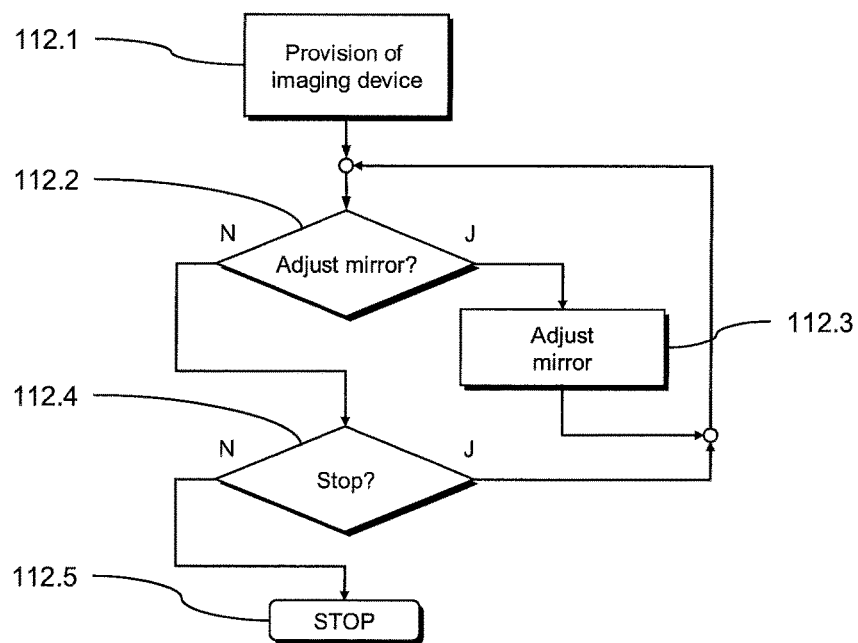 112.1
Provision of
imaging device
112.2
N
J
Adjust mirror?
Adjust
mirror
112.3
112.4
N
J
Stop?
112.5
STOP